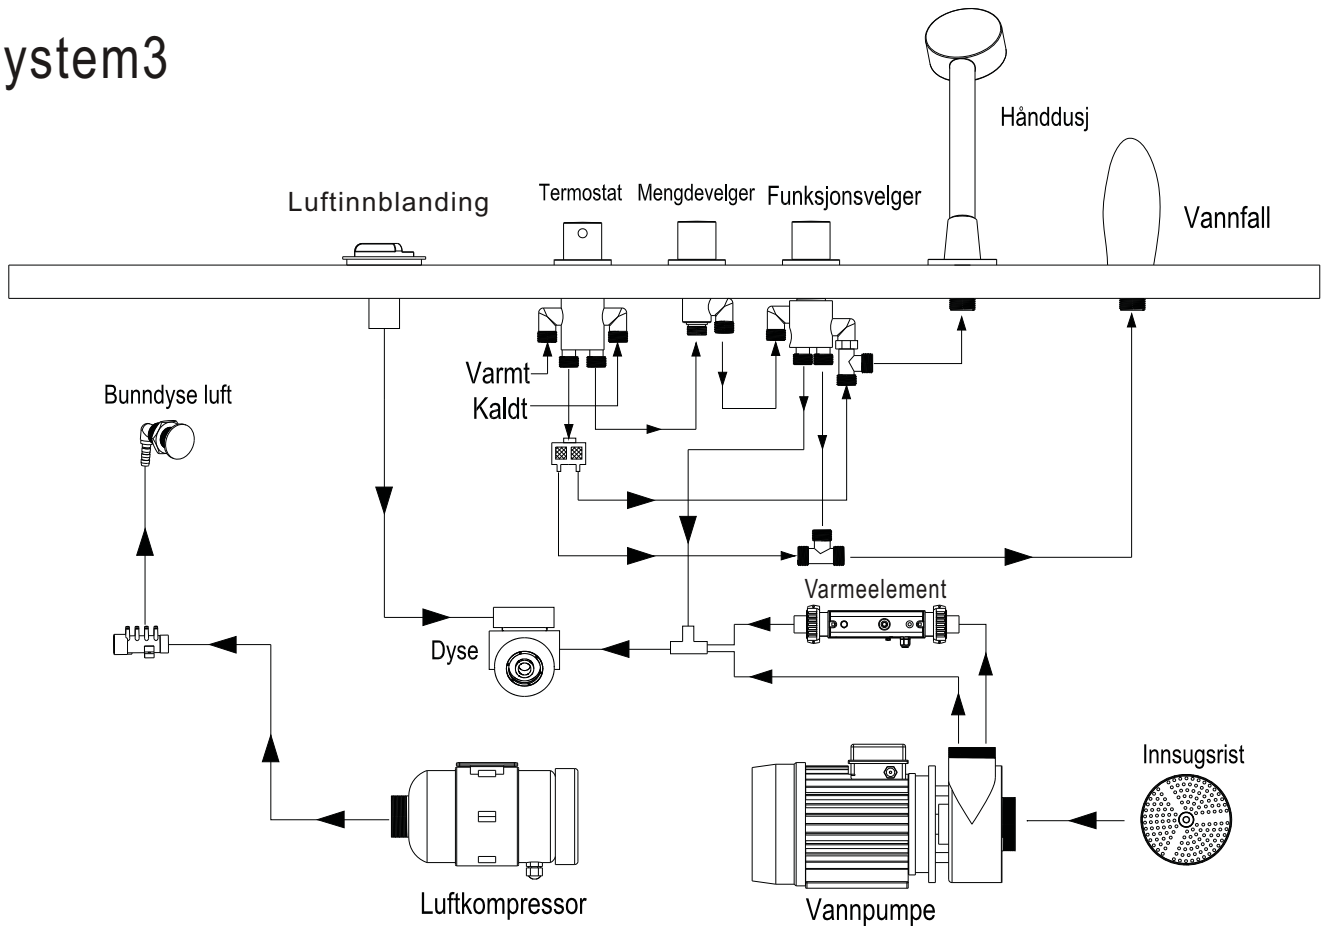 ystem3
Hånddusj
Luftinnblanding
Termostat
Mengdevelger
Funksjonsvelger
Vannfall
Varmt
Kaldt
Bunndyse luft
Varmeelement
Dyse
Innsugsrist
Luftkompressor
Vannpumpe